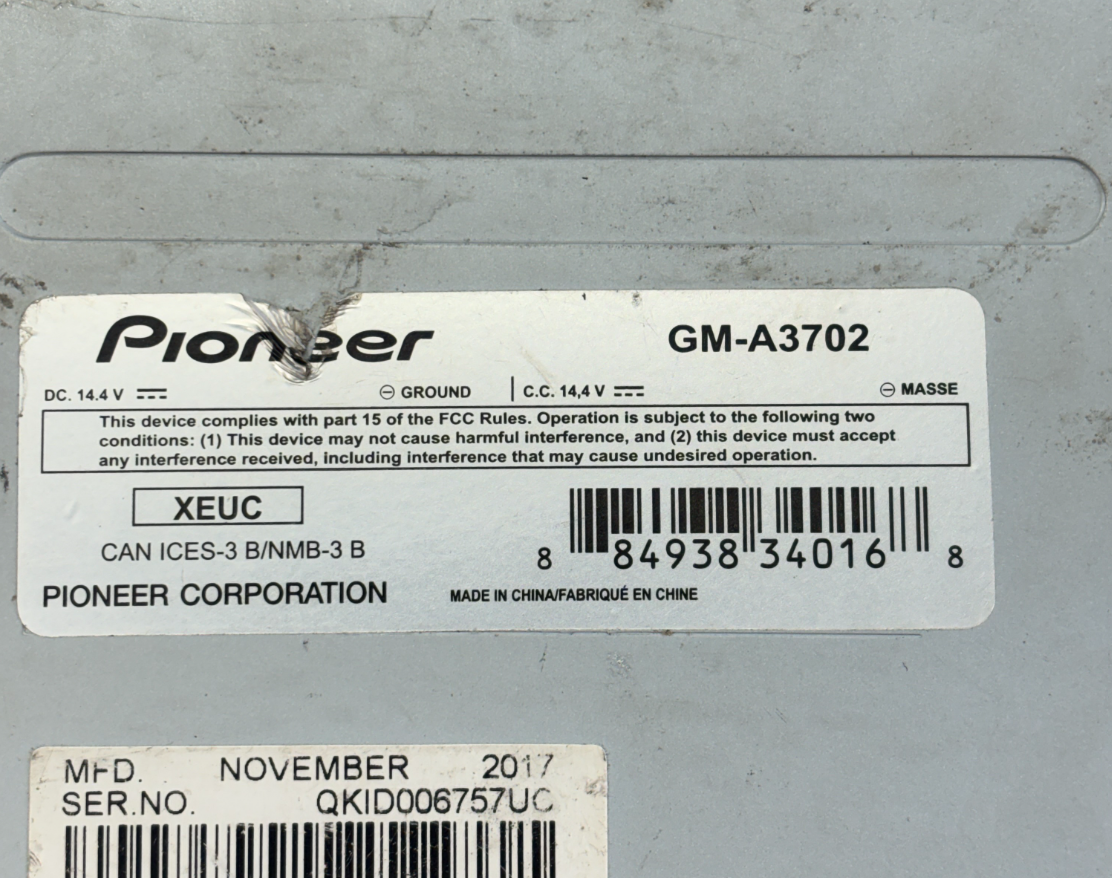 Pioneer
GM-A3702
DC. 14.4 V ⎓ ⊖ GROUND | C.C. 14,4 V ⎓ ⊖ MASSE
This device complies with part 15 of the FCC Rules. Operation is subject to the following two
conditions: (1) This device may not cause harmful interference, and (2) this device must accept
any interference received, including interference that may cause undesired operation.
XEUC
CAN ICES-3 B/NMB-3 B
8 84938 34016 8
PIONEER CORPORATION
MADE IN CHINA/FABRIQUÉ EN CHINE
MFD. NOVEMBER 2017
SER.NO. QKID006757UC